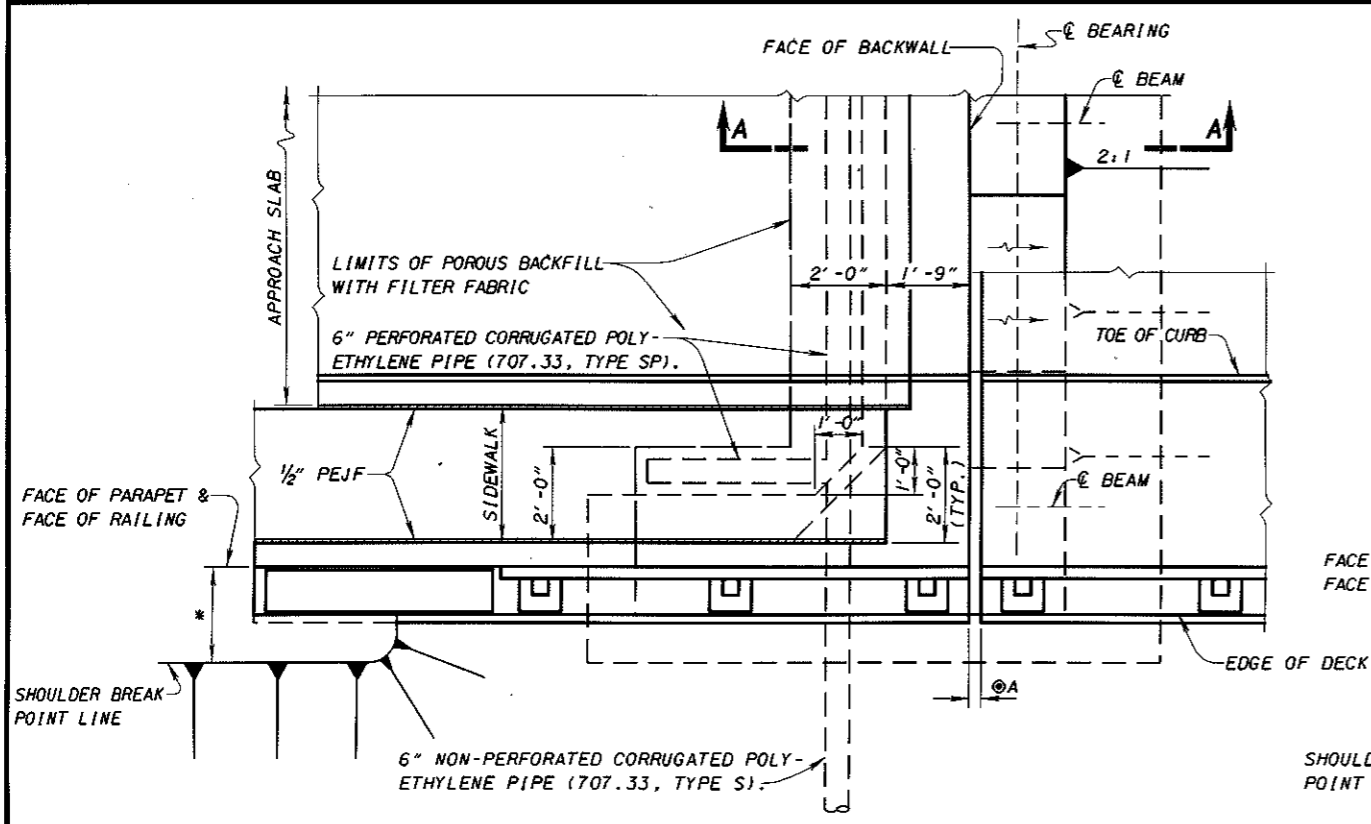 ℄ BEARING
FACE OF BACKWALL
℄ BEAM
A
A
2:1
APPROACH SLAB
LIMITS OF POROUS BACKFILL
WITH FILTER FABRIC
2'-0"
1'-9"
6" PERFORATED CORRUGATED POLY-
ETHYLENE PIPE (707.33, TYPE SP).
TOE OF CURB
1'-0"
½" PEJF
SIDEWALK
2'-0"
1'-0"
2'-0"
(TYP.)
℄ BEAM
FACE OF PARAPET &
FACE OF RAILING
FACE
FACE
*
EDGE OF DECK
SHOULDER BREAK
POINT LINE
⊙A
6" NON-PERFORATED CORRUGATED POLY-
ETHYLENE PIPE (707.33, TYPE S).
SHOULD
POINT